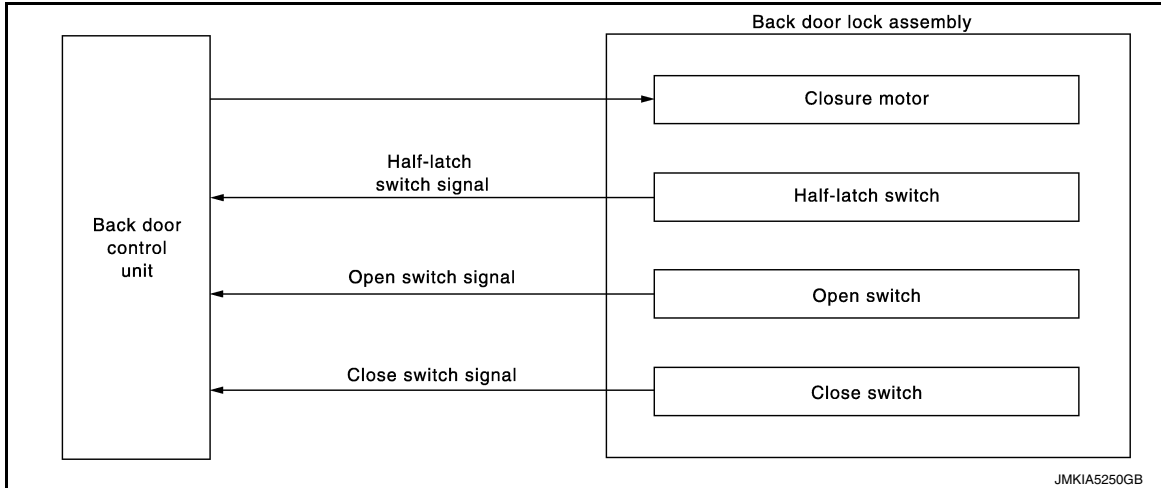 Back door lock assembly
Closure motor
Half-latch
switch signal
Half-latch switch
Back door
control
unit
Open switch signal
Open switch
Close switch signal
Close switch
JMKIA5250GB